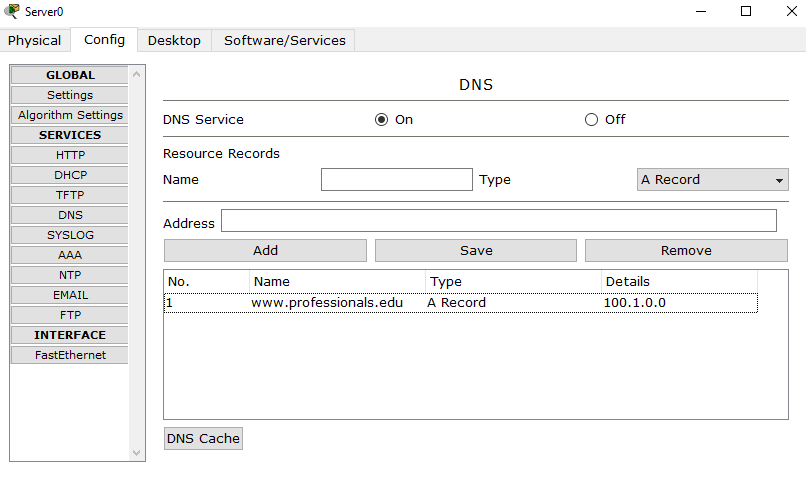 Server0
Physical Config Desktop Software/Services
GLOBAL
Settings
Algorithm Settings
SERVICES
HTTP
DHCP
TFTP
DNS
SYSLOG
AAA
NTP
EMAIL
FTP
INTERFACE
FastEthernet
DNS
DNS Service On Off
Resource Records
Name Type A Record
Address
Add Save Remove
No. Name Type Details
1 www.professionals.edu A Record 100.1.0.0
DNS Cache